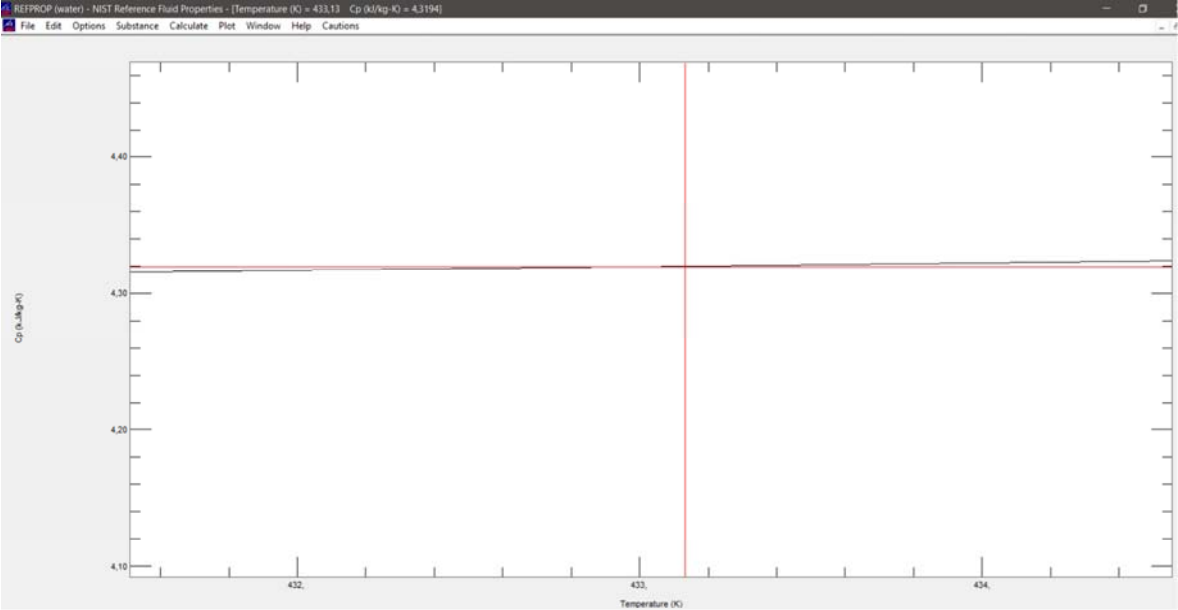 REFPROP (water) - NIST Reference Fluid Properties - [Temperature (K) = 433,13 Cp (kJ/kg-K) = 4,3194]
File Edit Options Substance Calculate Plot Window Help Cautions
4,40
4,30
Cp (kJ/kg-K)
4,20
4,10
432, 433, 434,
Temperature (K)